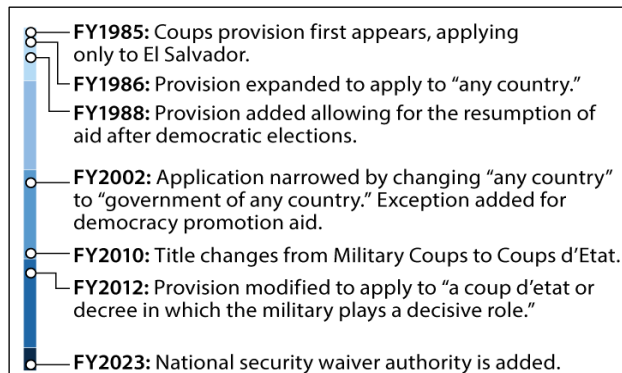 FY1985: Coups provision first appears, applying
only to El Salvador.
FY1986: Provision expanded to apply to “any country.”
FY1988: Provision added allowing for the resumption of
aid after democratic elections.
FY2002: Application narrowed by changing “any country”
to “government of any country.” Exception added for
democracy promotion aid.
FY2010: Title changes from Military Coups to Coups d’Etat.
FY2012: Provision modified to apply to “a coup d’etat or
decree in which the military plays a decisive role.”
FY2023: National security waiver authority is added.